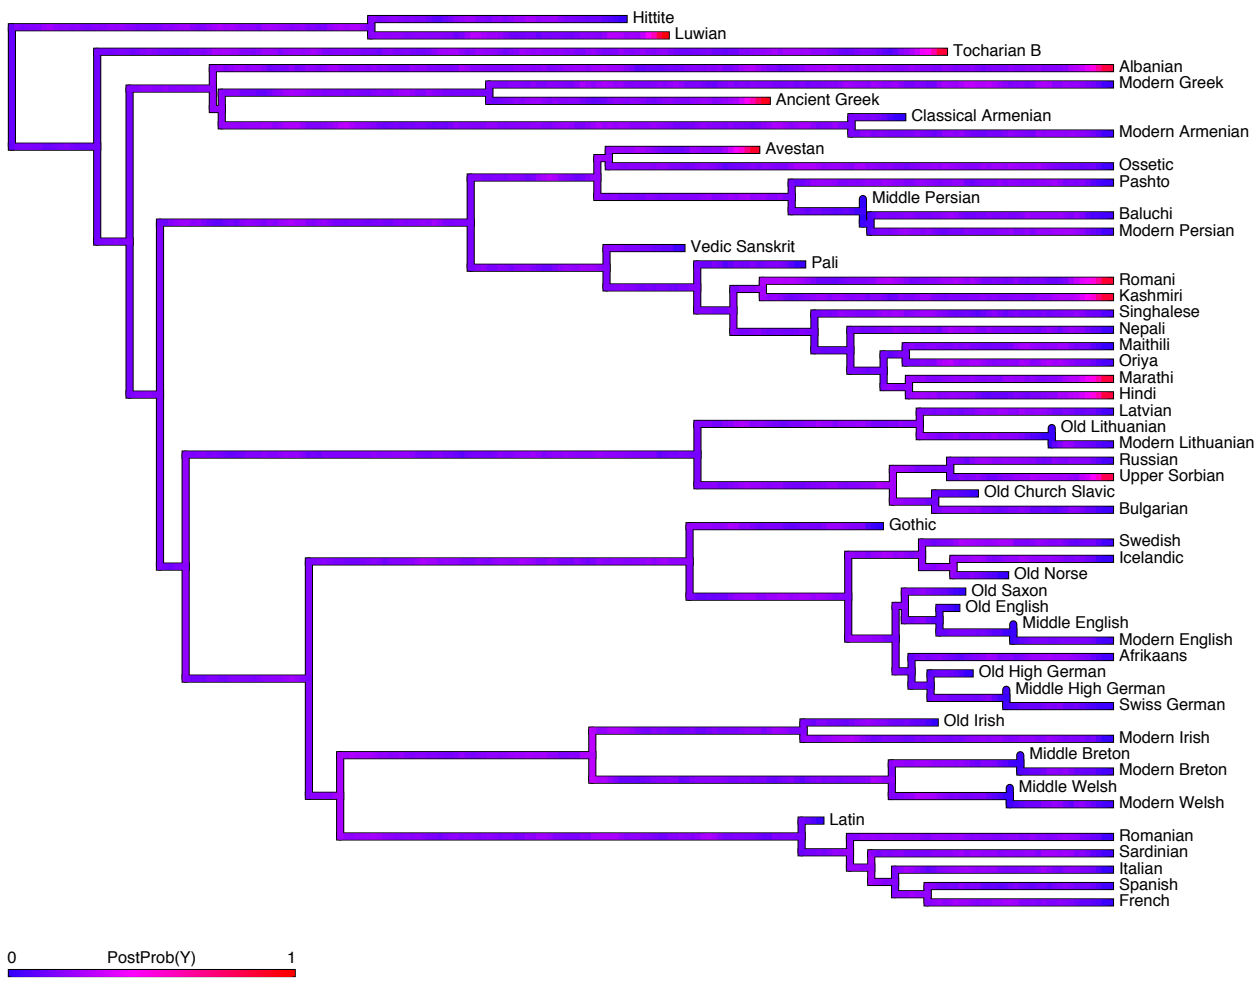 Hittite
Luwian
Tocharian B
Albanian
Modern Greek
Ancient Greek
Classical Armenian
Modern Armenian
Avestan
Ossetic
Pashto
Middle Persian
Baluchi
Modern Persian
Vedic Sanskrit
Pali
Romani
Kashmiri
Singhalese
Nepali
Maithili
Oriya
Marathi
Hindi
Latvian
Old Lithuanian
Modern Lithuanian
Russian
Upper Sorbian
Old Church Slavic
Bulgarian
Gothic
Swedish
Icelandic
Old Norse
Old Saxon
Old English
Middle English
Modern English
Afrikaans
Old High German
Middle High German
Swiss German
Old Irish
Modern Irish
Middle Breton
Modern Breton
Middle Welsh
Modern Welsh
Latin
Romanian
Sardinian
Italian
Spanish
French
0 PostProb(Y) 1